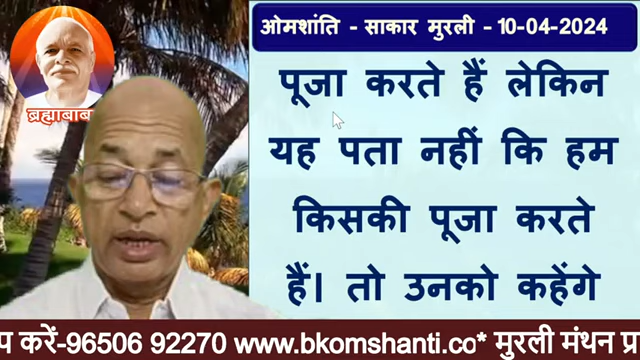 ओमशांति - साकार मुरली - 10-04-2024
ब्रह्माबाबा
पूजा करते हैं लेकिन
यह पता नहीं कि हम
किसकी पूजा करते
हैं। तो उनको कहेंगे
करें-96506 92270 www.bkomshanti.co* मुरली मंथन